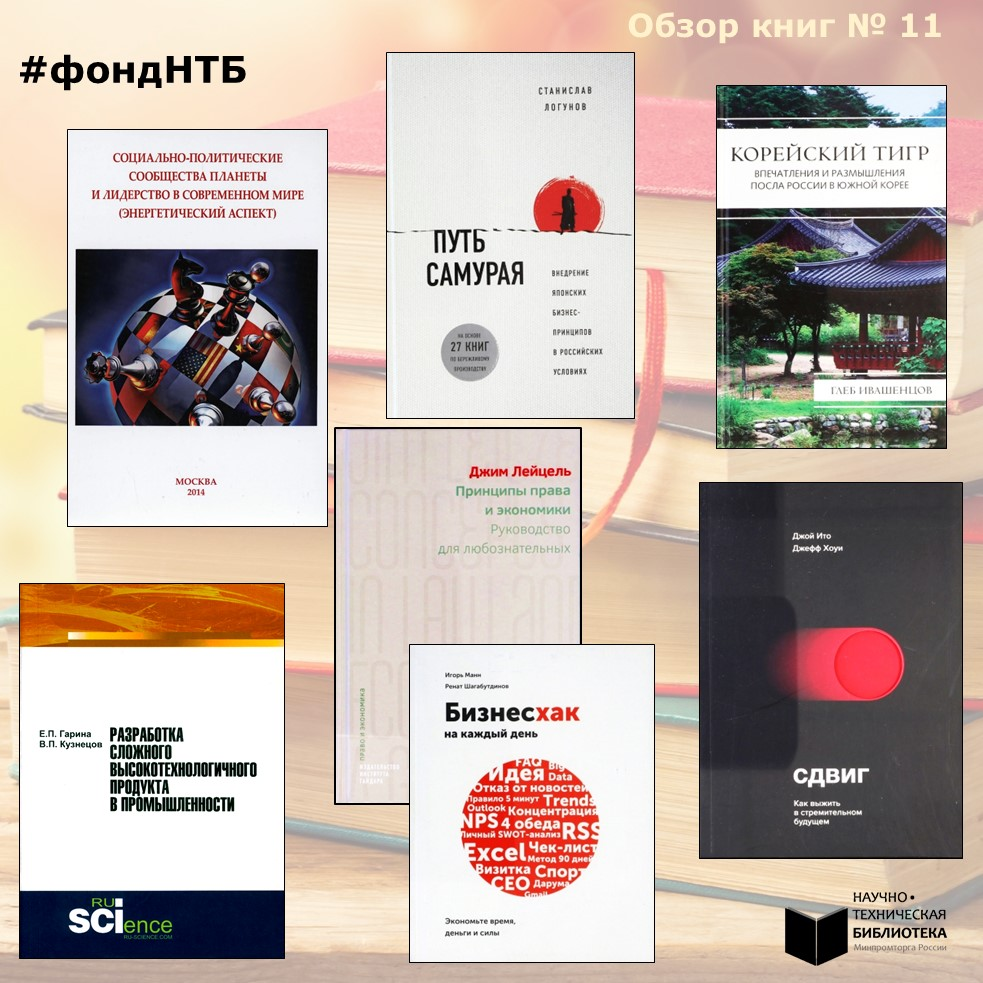 Обзор книг № 11
#фондНТБ
СОЦИАЛЬНО-ПОЛИТИЧЕСКИЕ
СООБЩЕСТВА ПЛАНЕТЫ
И ЛИДЕРСТВО В СОВРЕМЕННОМ МИРЕ
(ЭНЕРГЕТИЧЕСКИЙ АСПЕКТ)
МОСКВА
2014
СТАНИСЛАВ
ЛОГУНОВ
ПУТЬ
САМУРАЯ
ВНЕДРЕНИЕ
ЯПОНСКИХ
БИЗНЕС-
ПРИНЦИПОВ
В РОССИЙСКИХ
УСЛОВИЯХ
НА ОСНОВЕ
27 КНИГ
ПО БЕРЕЖЛИВОМУ
ПРОИЗВОДСТВУ
КОРЕЙСКИЙ ТИГР
ВПЕЧАТЛЕНИЯ И РАЗМЫШЛЕНИЯ
ПОСЛА РОССИИ В ЮЖНОЙ КОРЕЕ
ГЛЕБ ИВАШЕНЦОВ
Джим Лейцель
Принципы права
и экономики
Руководство
для любознательных
ПРАВО И ЭКОНОМИКА
ИЗДАТЕЛЬСТВО
ИНСТИТУТА
ГАЙДАРА
Джой Ито
Джефф Хоуи
СДВИГ
Как выжить
в стремительном
будущем
Е.П. Гарина
В.П. Кузнецов
РАЗРАБОТКА
СЛОЖНОГО
ВЫСОКОТЕХНОЛОГИЧНОГО
ПРОДУКТА
В ПРОМЫШЛЕННОСТИ
RU
SCIence
RU-SCIENCE.COM
Игорь Манн
Ренат Шагабутдинов
Бизнесхак
на каждый день
FAQ Big
Идея Data
Отказ от новостей
Правило 5 минут Trends
Outlook Концентрация
NPS 4 обеда RSS
Личный SWOT-анализ
Excel Чек-лист
Метод 90 дней
Визитка Спорт
CEO Дарума
Gmail
Экономьте время,
деньги и силы
НАУЧНО•
ТЕХНИЧЕСКАЯ
БИБЛИОТЕКА
Минпромторга России